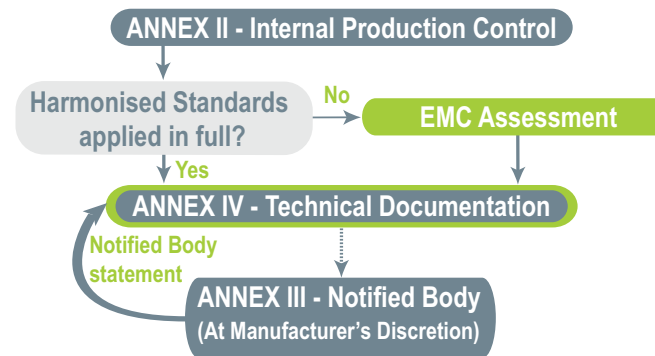 ANNEX II - Internal Production Control
Harmonised Standards
applied in full?
No
EMC Assessment
Yes
ANNEX IV - Technical Documentation
Notified Body
statement
ANNEX III - Notified Body
(At Manufacturer's Discretion)